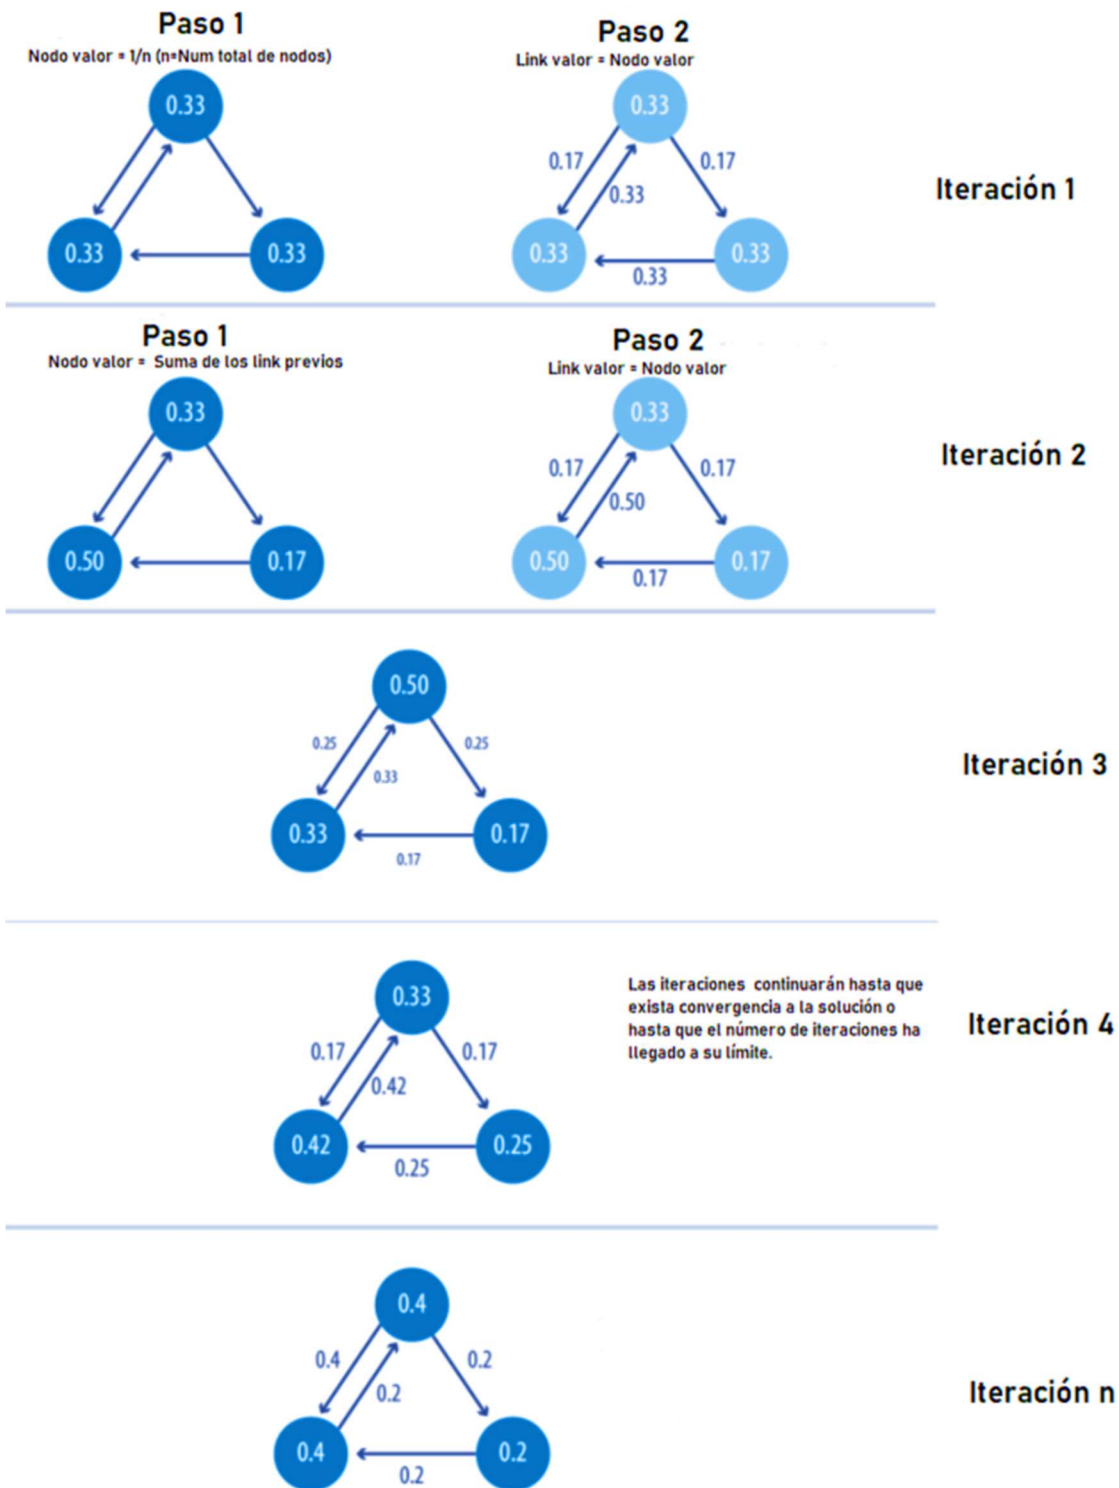 Paso 1
Nodo valor = 1/n (n=Num total de nodos)
0.33
0.33
0.33
Paso 2
Link valor = Nodo valor
0.33
0.17
0.17
0.33
0.33
0.33
0.33
Iteración 1
Paso 1
Nodo valor = Suma de los link previos
0.33
0.50
0.17
Paso 2
Link valor = Nodo valor
0.33
0.17
0.17
0.50
0.50
0.17
0.17
Iteración 2
0.50
0.25
0.25
0.33
0.33
0.17
0.17
Iteración 3
0.33
0.17
0.17
0.42
0.42
0.25
0.25
Las iteraciones continuarán hasta que
exista convergencia a la solución o
hasta que el número de iteraciones ha
llegado a su límite.
Iteración 4
0.4
0.4
0.2
0.2
0.4
0.2
0.2
Iteración n